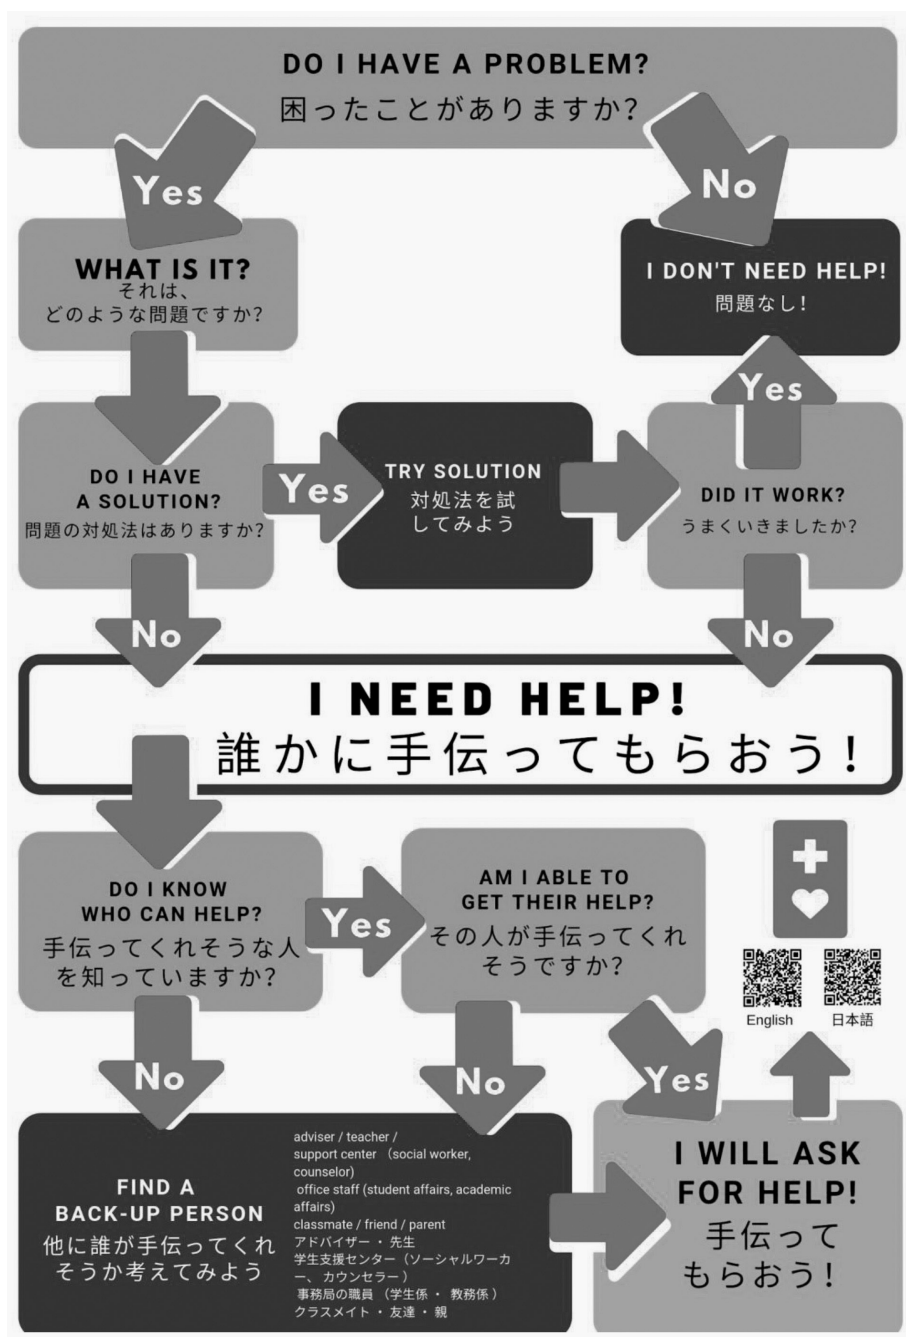 DO I HAVE A PROBLEM?
困ったことがありますか？
Yes
No
WHAT IS IT?
それは、
どのような問題ですか？
I DON'T NEED HELP!
問題なし！
Yes
DO I HAVE
A SOLUTION?
問題の対処法はありますか？
Yes
TRY SOLUTION
対処法を試
してみよう
DID IT WORK?
うまくいきましたか？
No
No
I NEED HELP!
誰かに手伝ってもらおう！
DO I KNOW
WHO CAN HELP?
手伝ってくれそうな人
を知っていますか？
Yes
AM I ABLE TO
GET THEIR HELP?
その人が手伝ってくれ
そうですか？
English
日本語
No
No
Yes
FIND A
BACK-UP PERSON
他に誰が手伝ってくれ
そうか考えてみよう
adviser / teacher /
support center （social worker,
counselor)
office staff (student affairs, academic
affairs)
classmate / friend / parent
アドバイザー ・ 先生
学生支援センター（ソーシャルワーカ
ー、 カウンセラー ）
事務局の職員 （学生係 ・ 教務係 ）
クラスメイト ・ 友達 ・ 親
I WILL ASK
FOR HELP!
手伝って
もらおう！